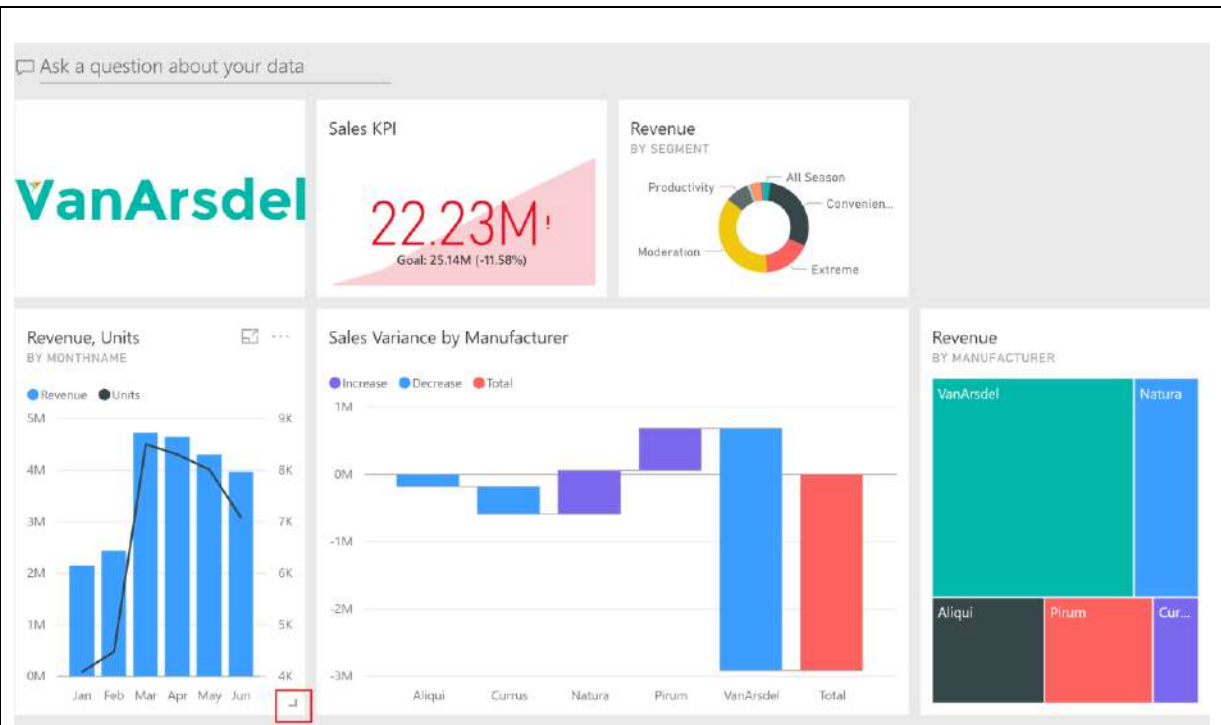 Ask a question about your data
VanArsdel
Sales KPI
22.23M!
Goal: 25.14M (-11.58%)
Revenue
BY SEGMENT
All Season
Productivity
Convenien...
Moderation
Extreme
Revenue, Units
BY MONTHNAME
Revenue Units
5M 9K
4M 8K
3M 7K
2M 6K
1M 5K
0M 4K
Jan Feb Mar Apr May Jun
Sales Variance by Manufacturer
Increase Decrease Total
1M
0M
-1M
-2M
-3M
Aliqui Currus Natura Pirum VanArsdel Total
Revenue
BY MANUFACTURER
VanArsdel Natura
Aliqui Pirum Cur...